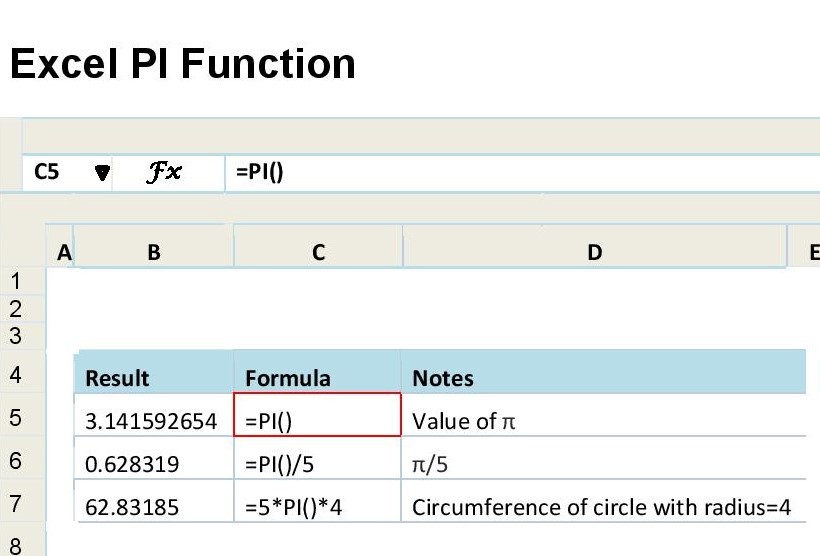 Excel PI Function
C5 ▼ Fx =PI()
A B C D E
1
2
3
4 Result Formula Notes
5 3.141592654 =PI() Value of π
6 0.628319 =PI()/5 π/5
7 62.83185 =5*PI()*4 Circumference of circle with radius=4
8